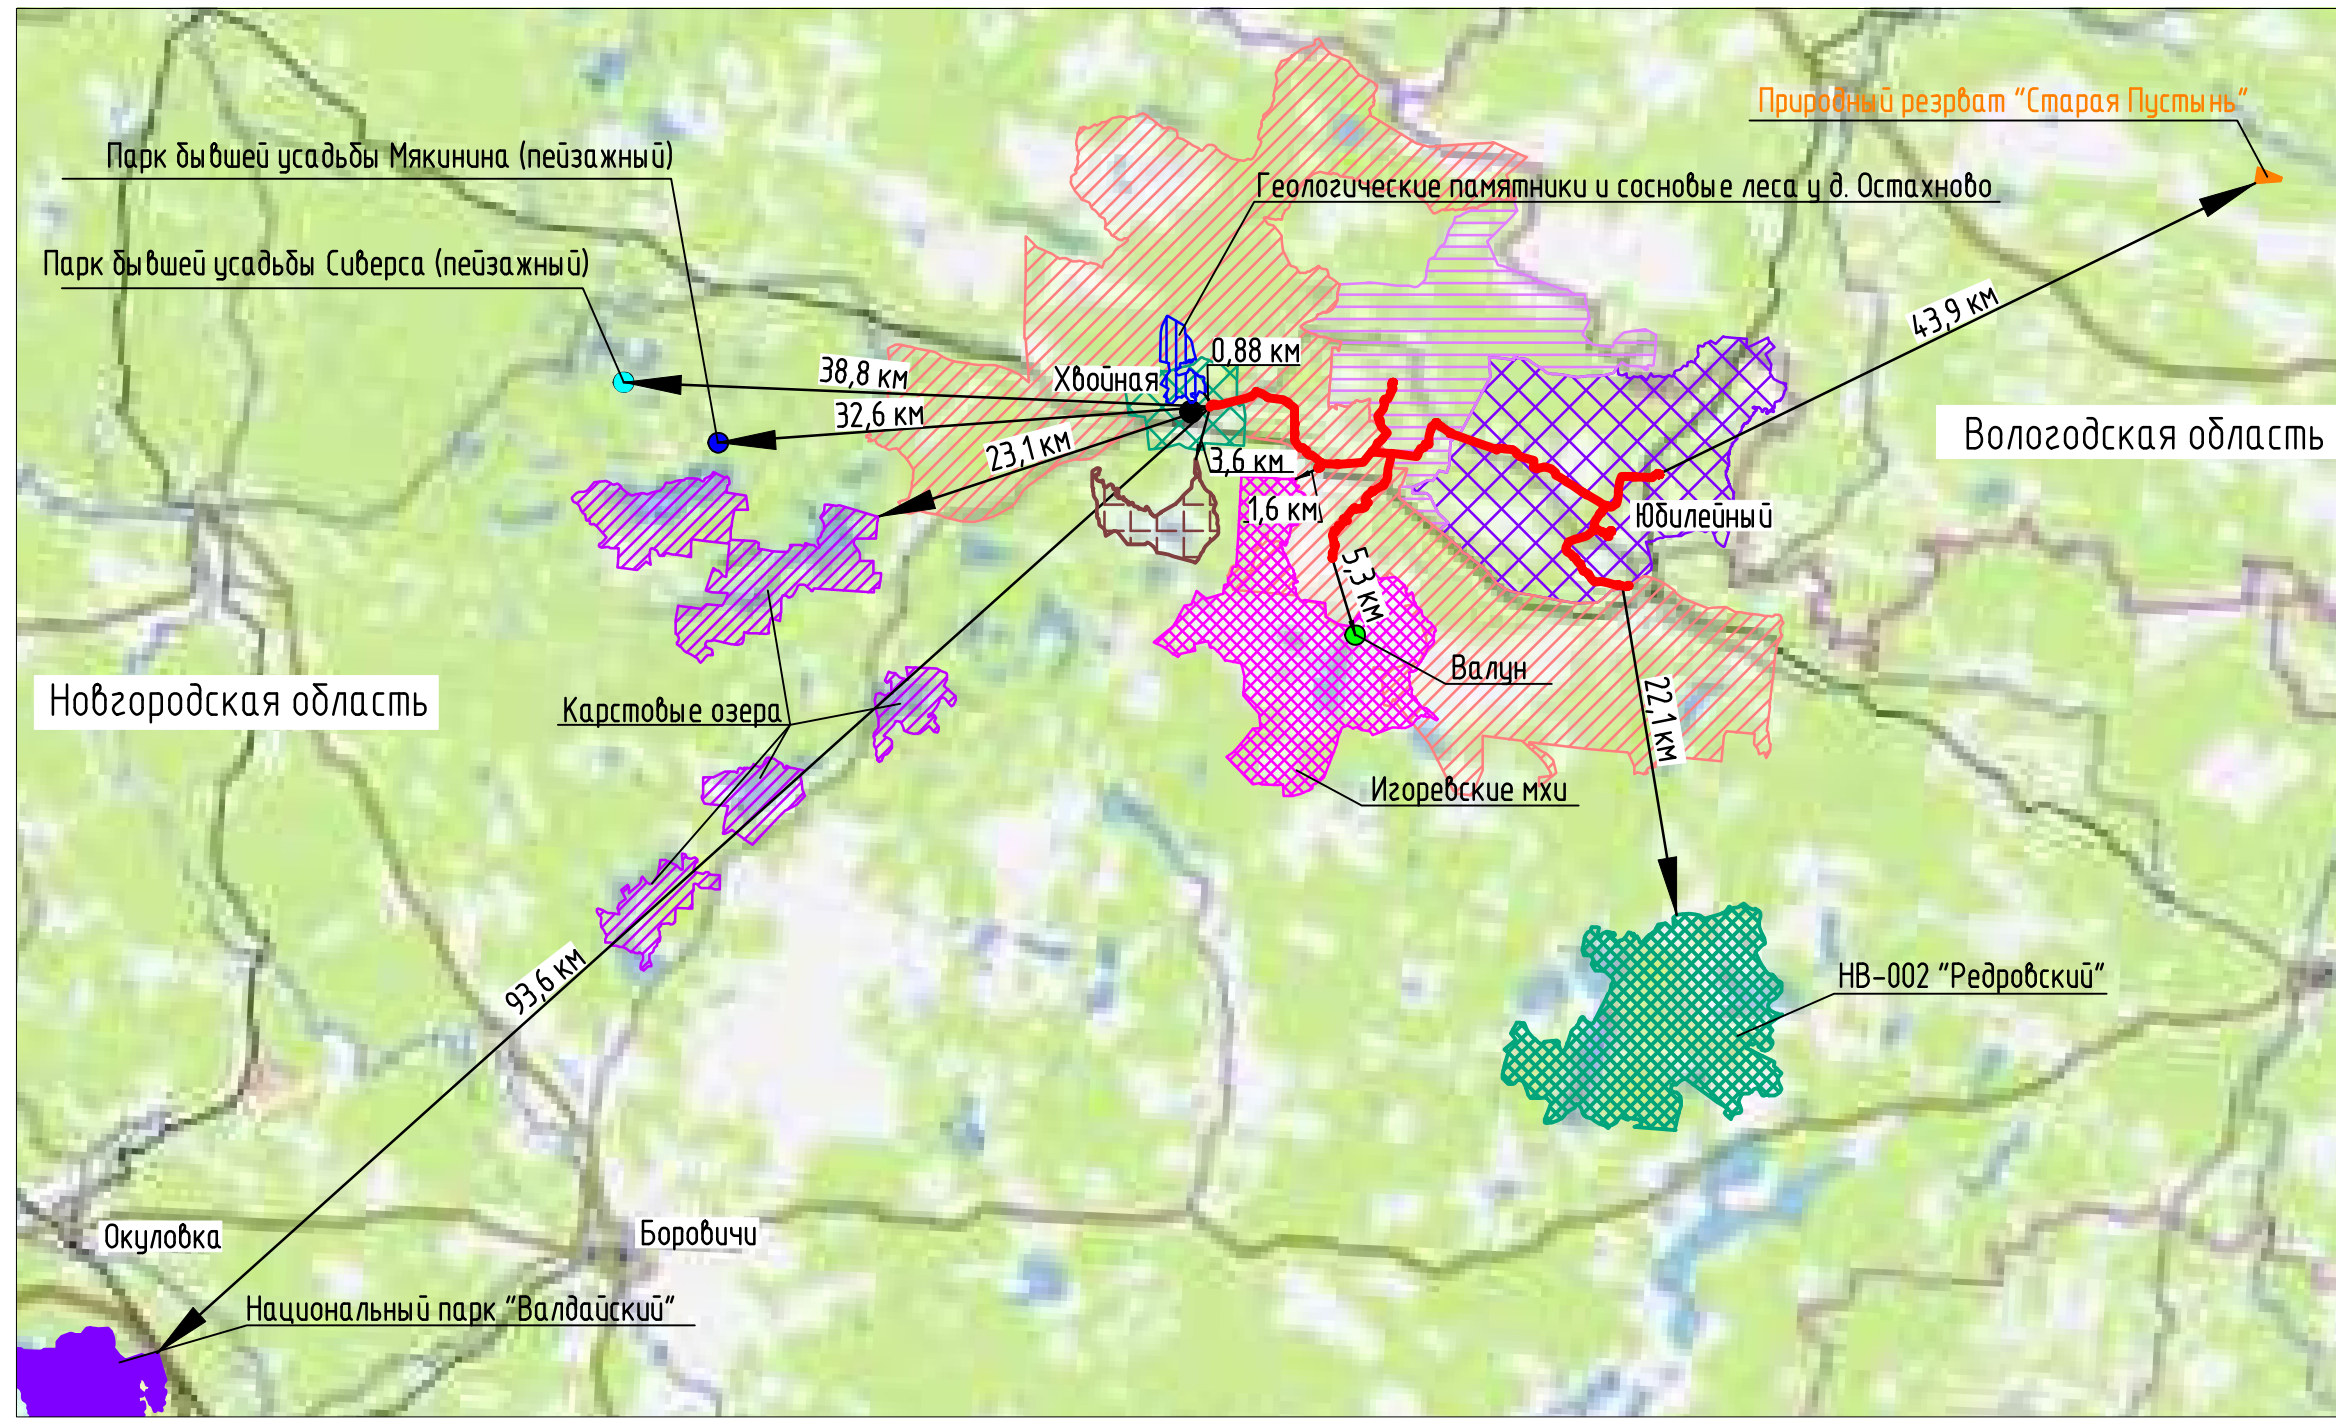 Природный резрват "Старая Пустынь"
Парк бывшей усадьбы Мякинина (пейзажный)
Геологические памятники и сосновые леса у д. Остахново
Парк бывшей усадьбы Сиверса (пейзажный)
43,9 км
0,88 км
38,8 км
Хвойная
32,6 км
Вологодская область
23,1 км
3,6 км
1,6 км
Юбилейный
5,3 км
Валун
Новгородская область
Карстовые озера
22,1 км
Игоревские мхи
93,6 км
НВ-002 "Редровский"
Окуловка
Боровичи
Национальный парк "Валдайский"